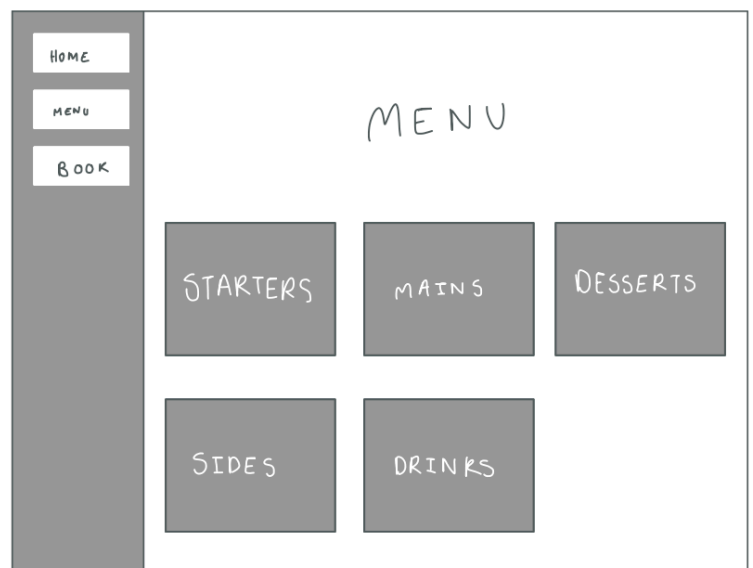 HOME
MENU
BOOK
MENU
STARTERS
MAINS
DESSERTS
SIDES
DRINKS